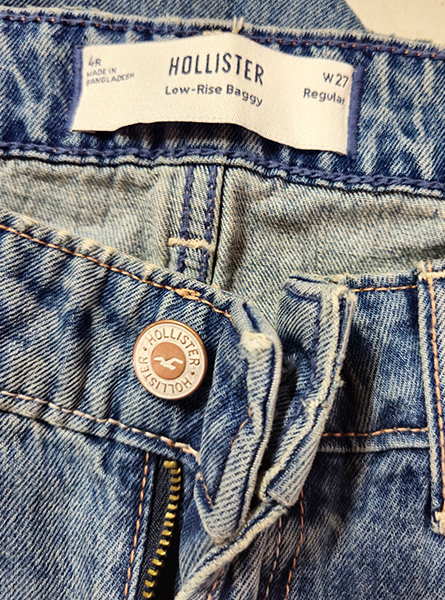 4R
MADE IN
BANGLADESH
HOLLISTER
Low-Rise Baggy
W27
Regular
HOLLISTER • HOLLISTER •